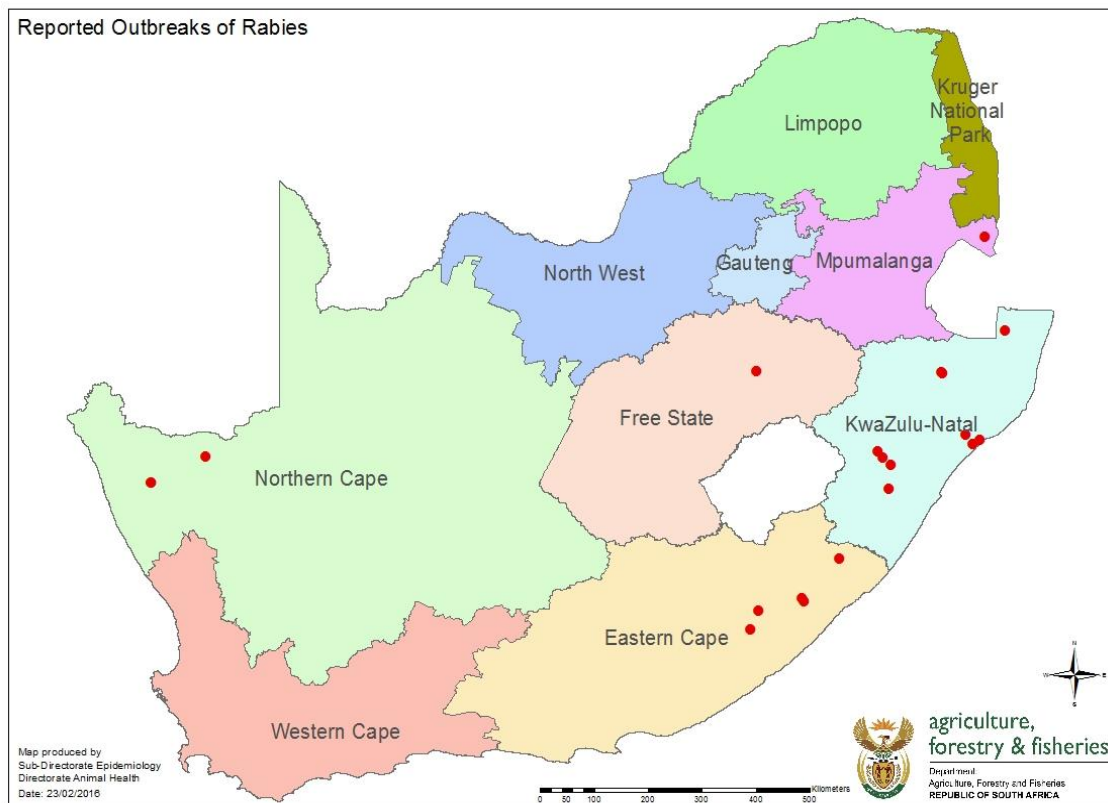 Reported Outbreaks of Rabies
Kruger
National
Park
Limpopo
North West
Gauteng
Mpumalanga
Free State
KwaZulu-Natal
Northern Cape
Eastern Cape
Western Cape
N
W
E
S
Map produced by
Sub-Directorate Epidemiology
Directorate Animal Health
Date: 23/02/2016
Kilometers
0 50 100 200 300 400 500
agriculture,
forestry & fisheries
Department:
Agriculture, Forestry and Fisheries
REPUBLIC OF SOUTH AFRICA